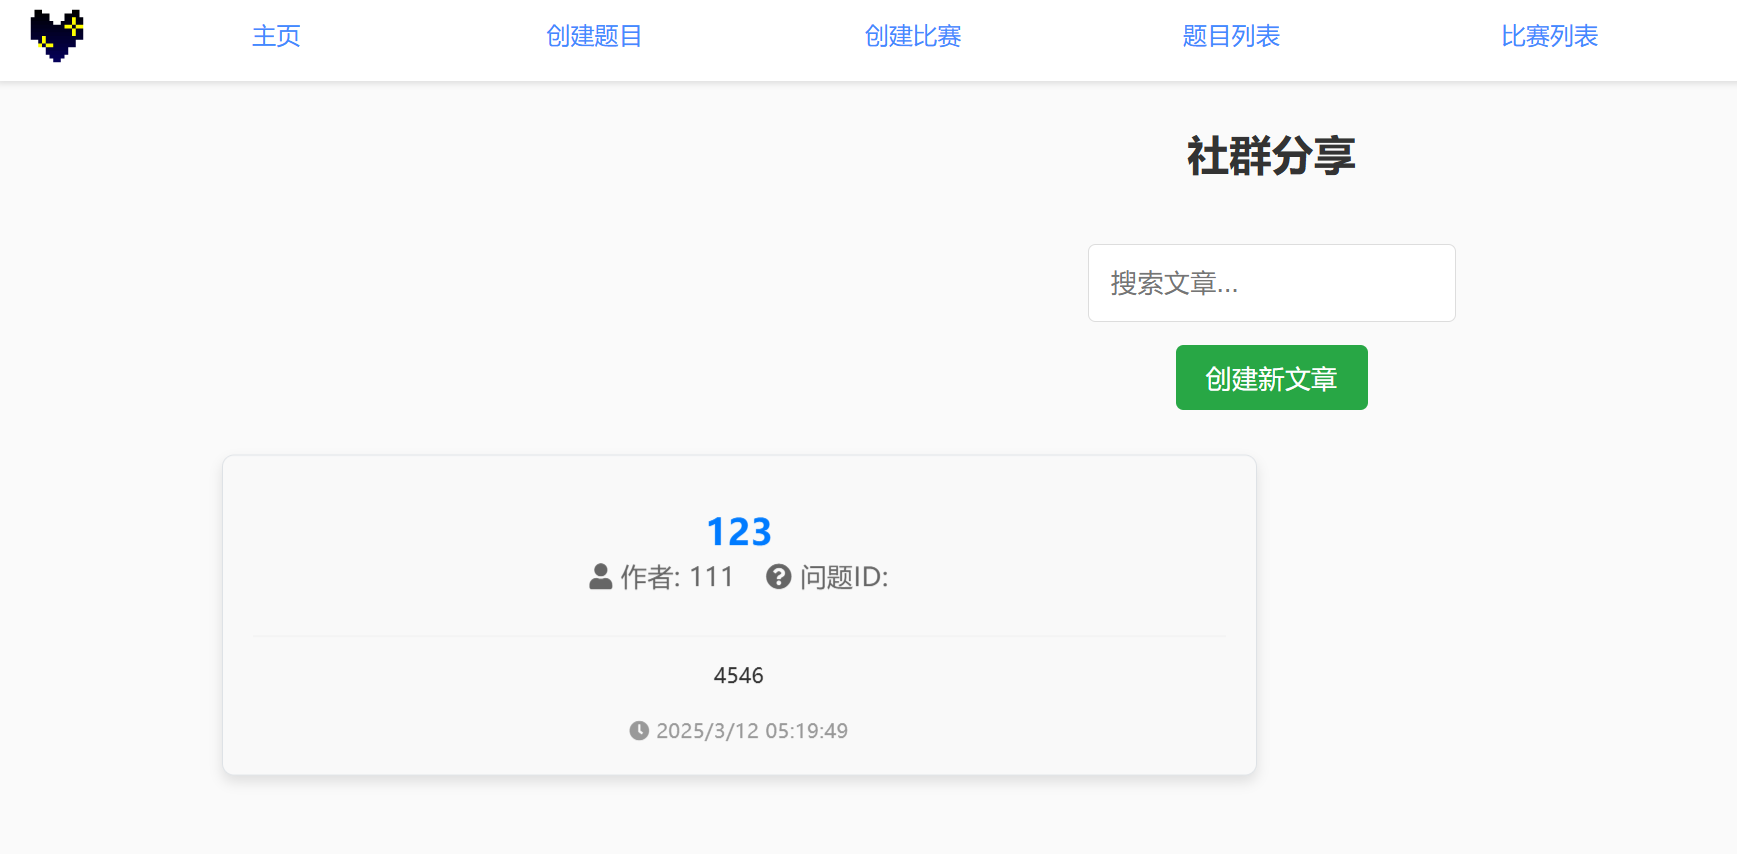 主页 创建题目 创建比赛 题目列表 比赛列表
社群分享
搜索文章...
创建新文章
123
作者: 111 问题ID:
4546
2025/3/12 05:19:49